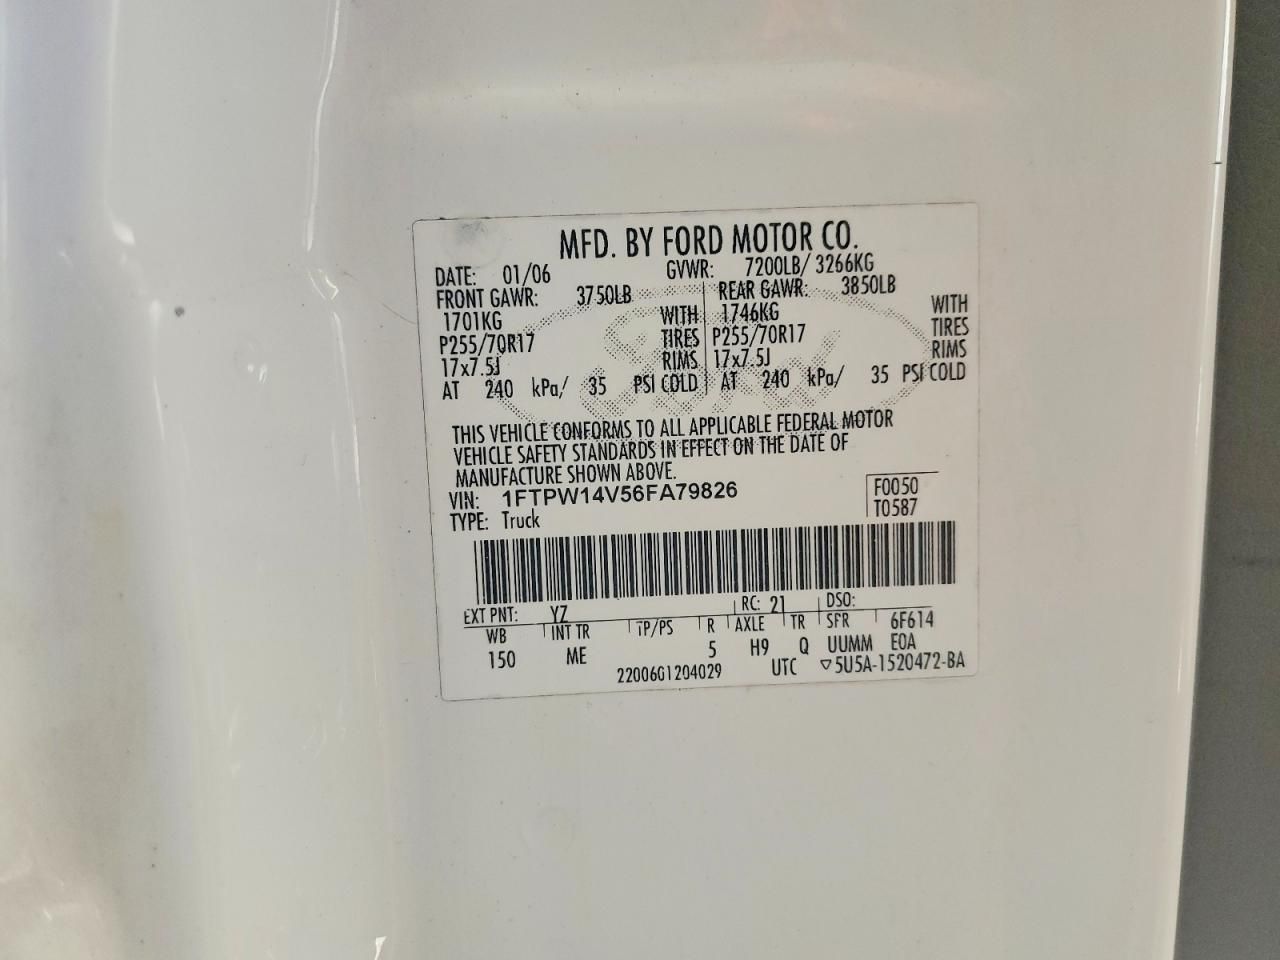 MFD. BY FORD MOTOR CO.
DATE: 01/06 GVWR: 7200LB/ 3266KG
FRONT GAWR: 3750LB REAR GAWR: 3850LB
1701KG WITH 1746KG WITH
P255/70R17 TIRES P255/70R17 TIRES
17x7.5J RIMS 17x7.5J RIMS
AT 240 kPa/ 35 PSI COLD AT 240 kPa/ 35 PSI COLD
THIS VEHICLE CONFORMS TO ALL APPLICABLE FEDERAL MOTOR
VEHICLE SAFETY STANDARDS IN EFFECT ON THE DATE OF
MANUFACTURE SHOWN ABOVE.
VIN: 1FTPW14V56FA79826 F0050
TYPE: Truck T0587
EXT PNT: YZ RC: 21 DSO:
WB INT TR TP/PS R AXLE TR SPR 6F614
150 ME 5 H9 Q UUMM E0A
22006G1204029 UTC ▽5U5A-1520472-BA